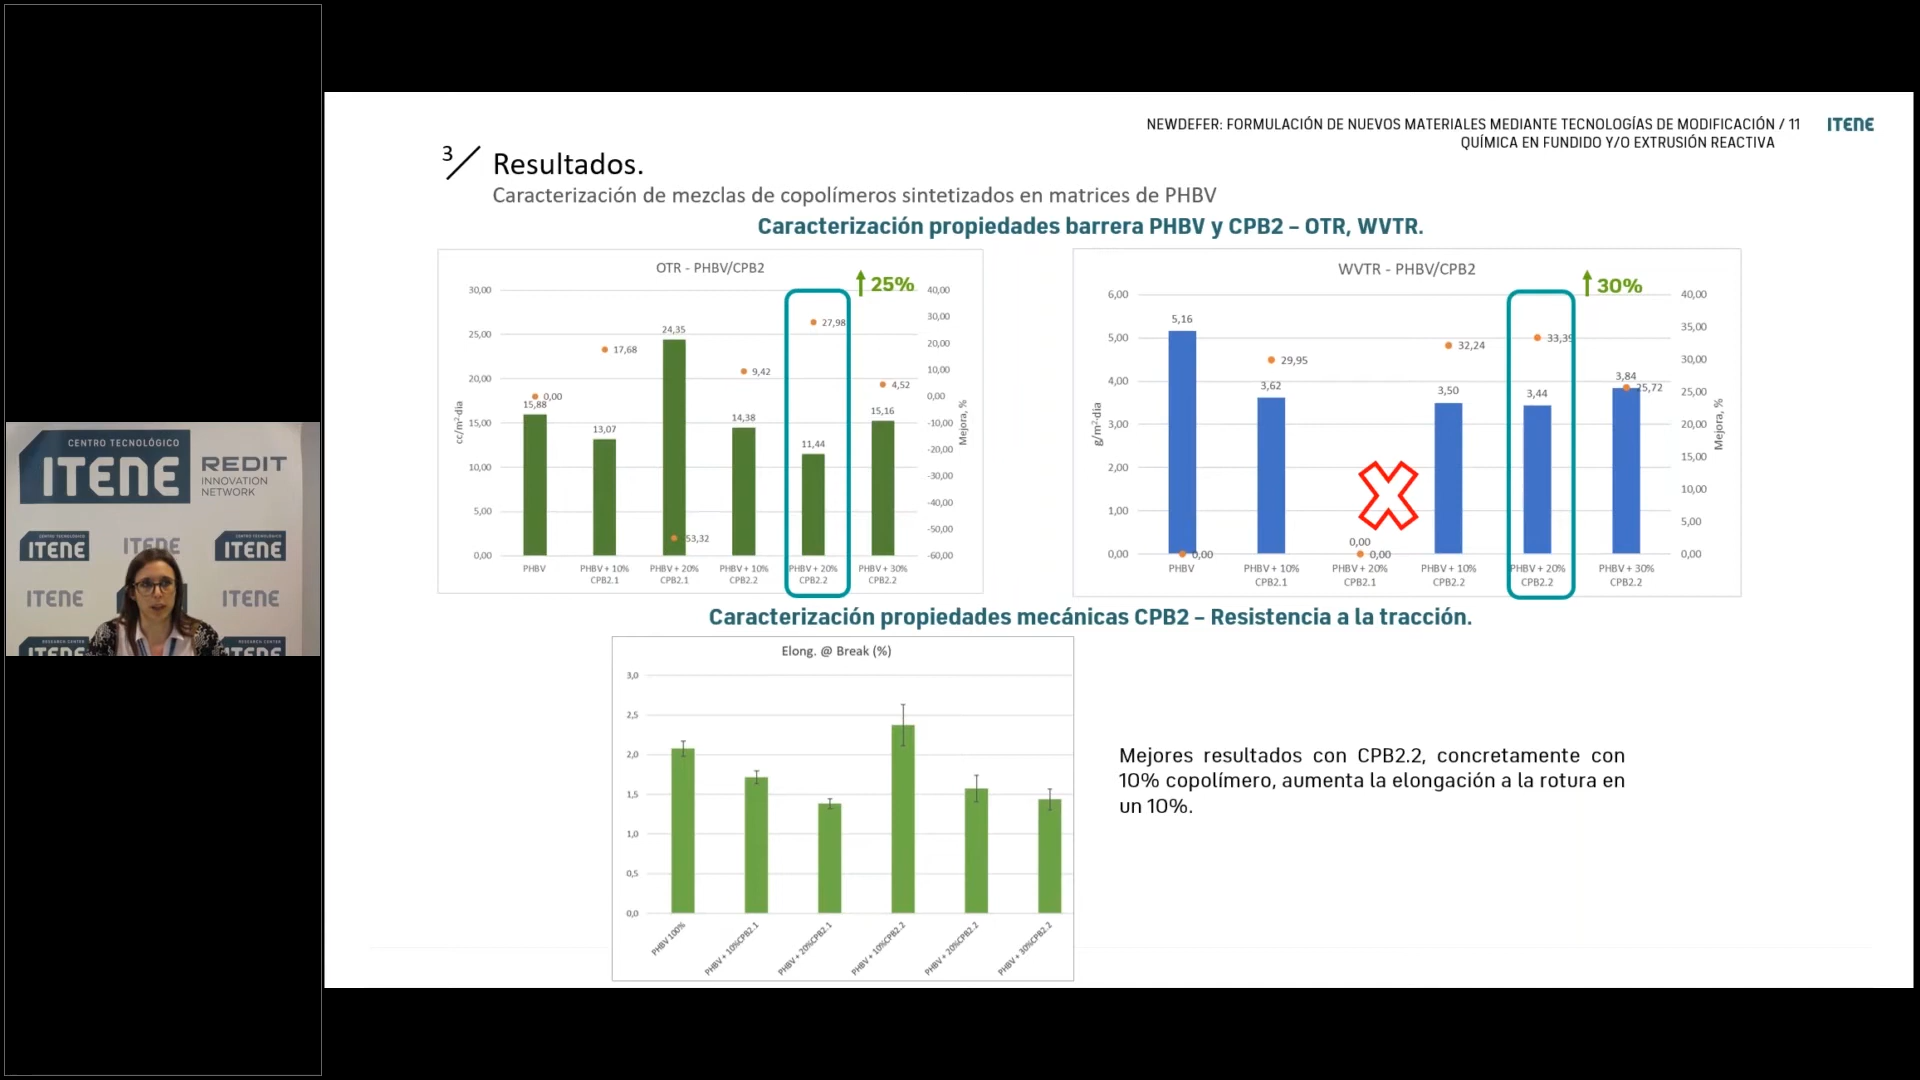 NEWDEFER: FORMULACIÓN DE NUEVOS MATERIALES MEDIANTE TECNOLOGÍAS DE MODIFICACIÓN / 11
QUÍMICA EN FUNDIDO Y/O EXTRUSIÓN REACTIVA
ITENE
3/ Resultados.
Caracterización de mezclas de copolímeros sintetizados en matrices de PHBV
Caracterización propiedades barrera PHBV y CPB2 – OTR, WVTR.
OTR - PHBV/CPB2
25%
30,00
25,00
20,00
15,00
10,00
5,00
0,00
cc/m²·dia
15,88
13,07
24,35
14,38
11,44
15,16
0,00
17,68
53,32
9,42
27,98
4,52
40,00
30,00
20,00
10,00
0,00
-10,00
-20,00
-30,00
-40,00
-50,00
-60,00
Mejora, %
PHBV
PHBV + 10% CPB2.1
PHBV + 20% CPB2.1
PHBV + 10% CPB2.2
PHBV + 20% CPB2.2
PHBV + 30% CPB2.2
WVTR - PHBV/CPB2
30%
6,00
5,00
4,00
3,00
2,00
1,00
0,00
g/m²·dia
5,16
3,62
0,00
3,50
3,44
3,84
0,00
29,95
0,00
32,24
33,39
25,72
40,00
35,00
30,00
25,00
20,00
15,00
10,00
5,00
0,00
Mejora, %
PHBV
PHBV + 10% CPB2.1
PHBV + 20% CPB2.1
PHBV + 10% CPB2.2
PHBV + 20% CPB2.2
PHBV + 30% CPB2.2
Caracterización propiedades mecánicas CPB2 – Resistencia a la tracción.
Elong. @ Break (%)
3,0
2,5
2,0
1,5
1,0
0,5
0,0
PHBV 100%
PHBV + 10%CPB2.1
PHBV + 20%CPB2.1
PHBV + 10%CPB2.2
PHBV + 20%CPB2.2
PHBV + 30%CPB2.2
Mejores resultados con CPB2.2, concretamente con
10% copolímero, aumenta la elongación a la rotura en
un 10%.
CENTRO TECNOLÓGICO
ITENE
REDIT
INNOVATION
NETWORK
ITENE
ITENE
ITENE
ITENE
ITENE